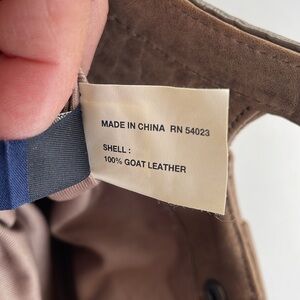 MADE IN CHINA RN 54023
SHELL :
100% GOAT LEATHER